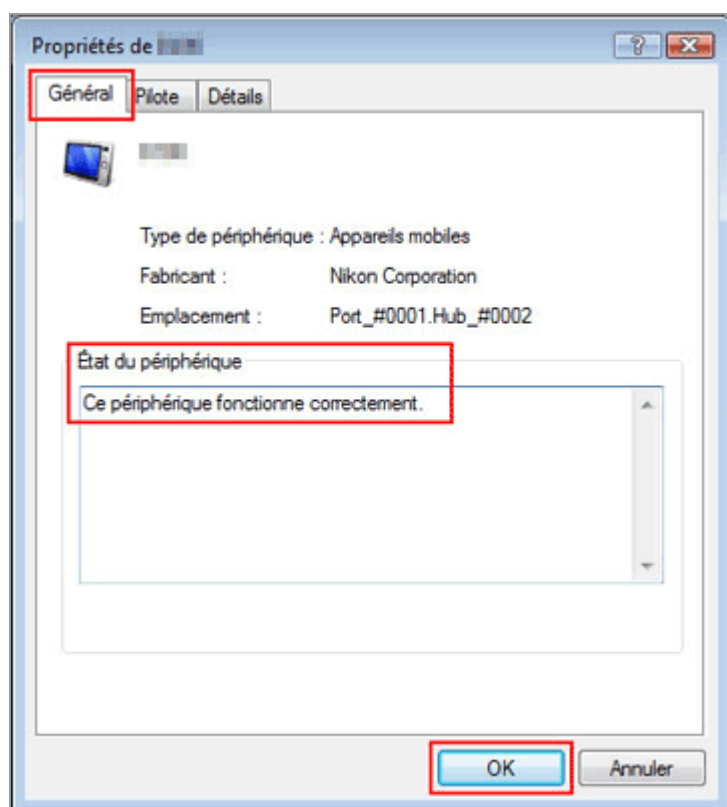 Propriétés de
Général Pilote Détails
Type de périphérique : Appareils mobiles
Fabricant : Nikon Corporation
Emplacement : Port_#0001.Hub_#0002
État du périphérique
Ce périphérique fonctionne correctement.
OK Annuler